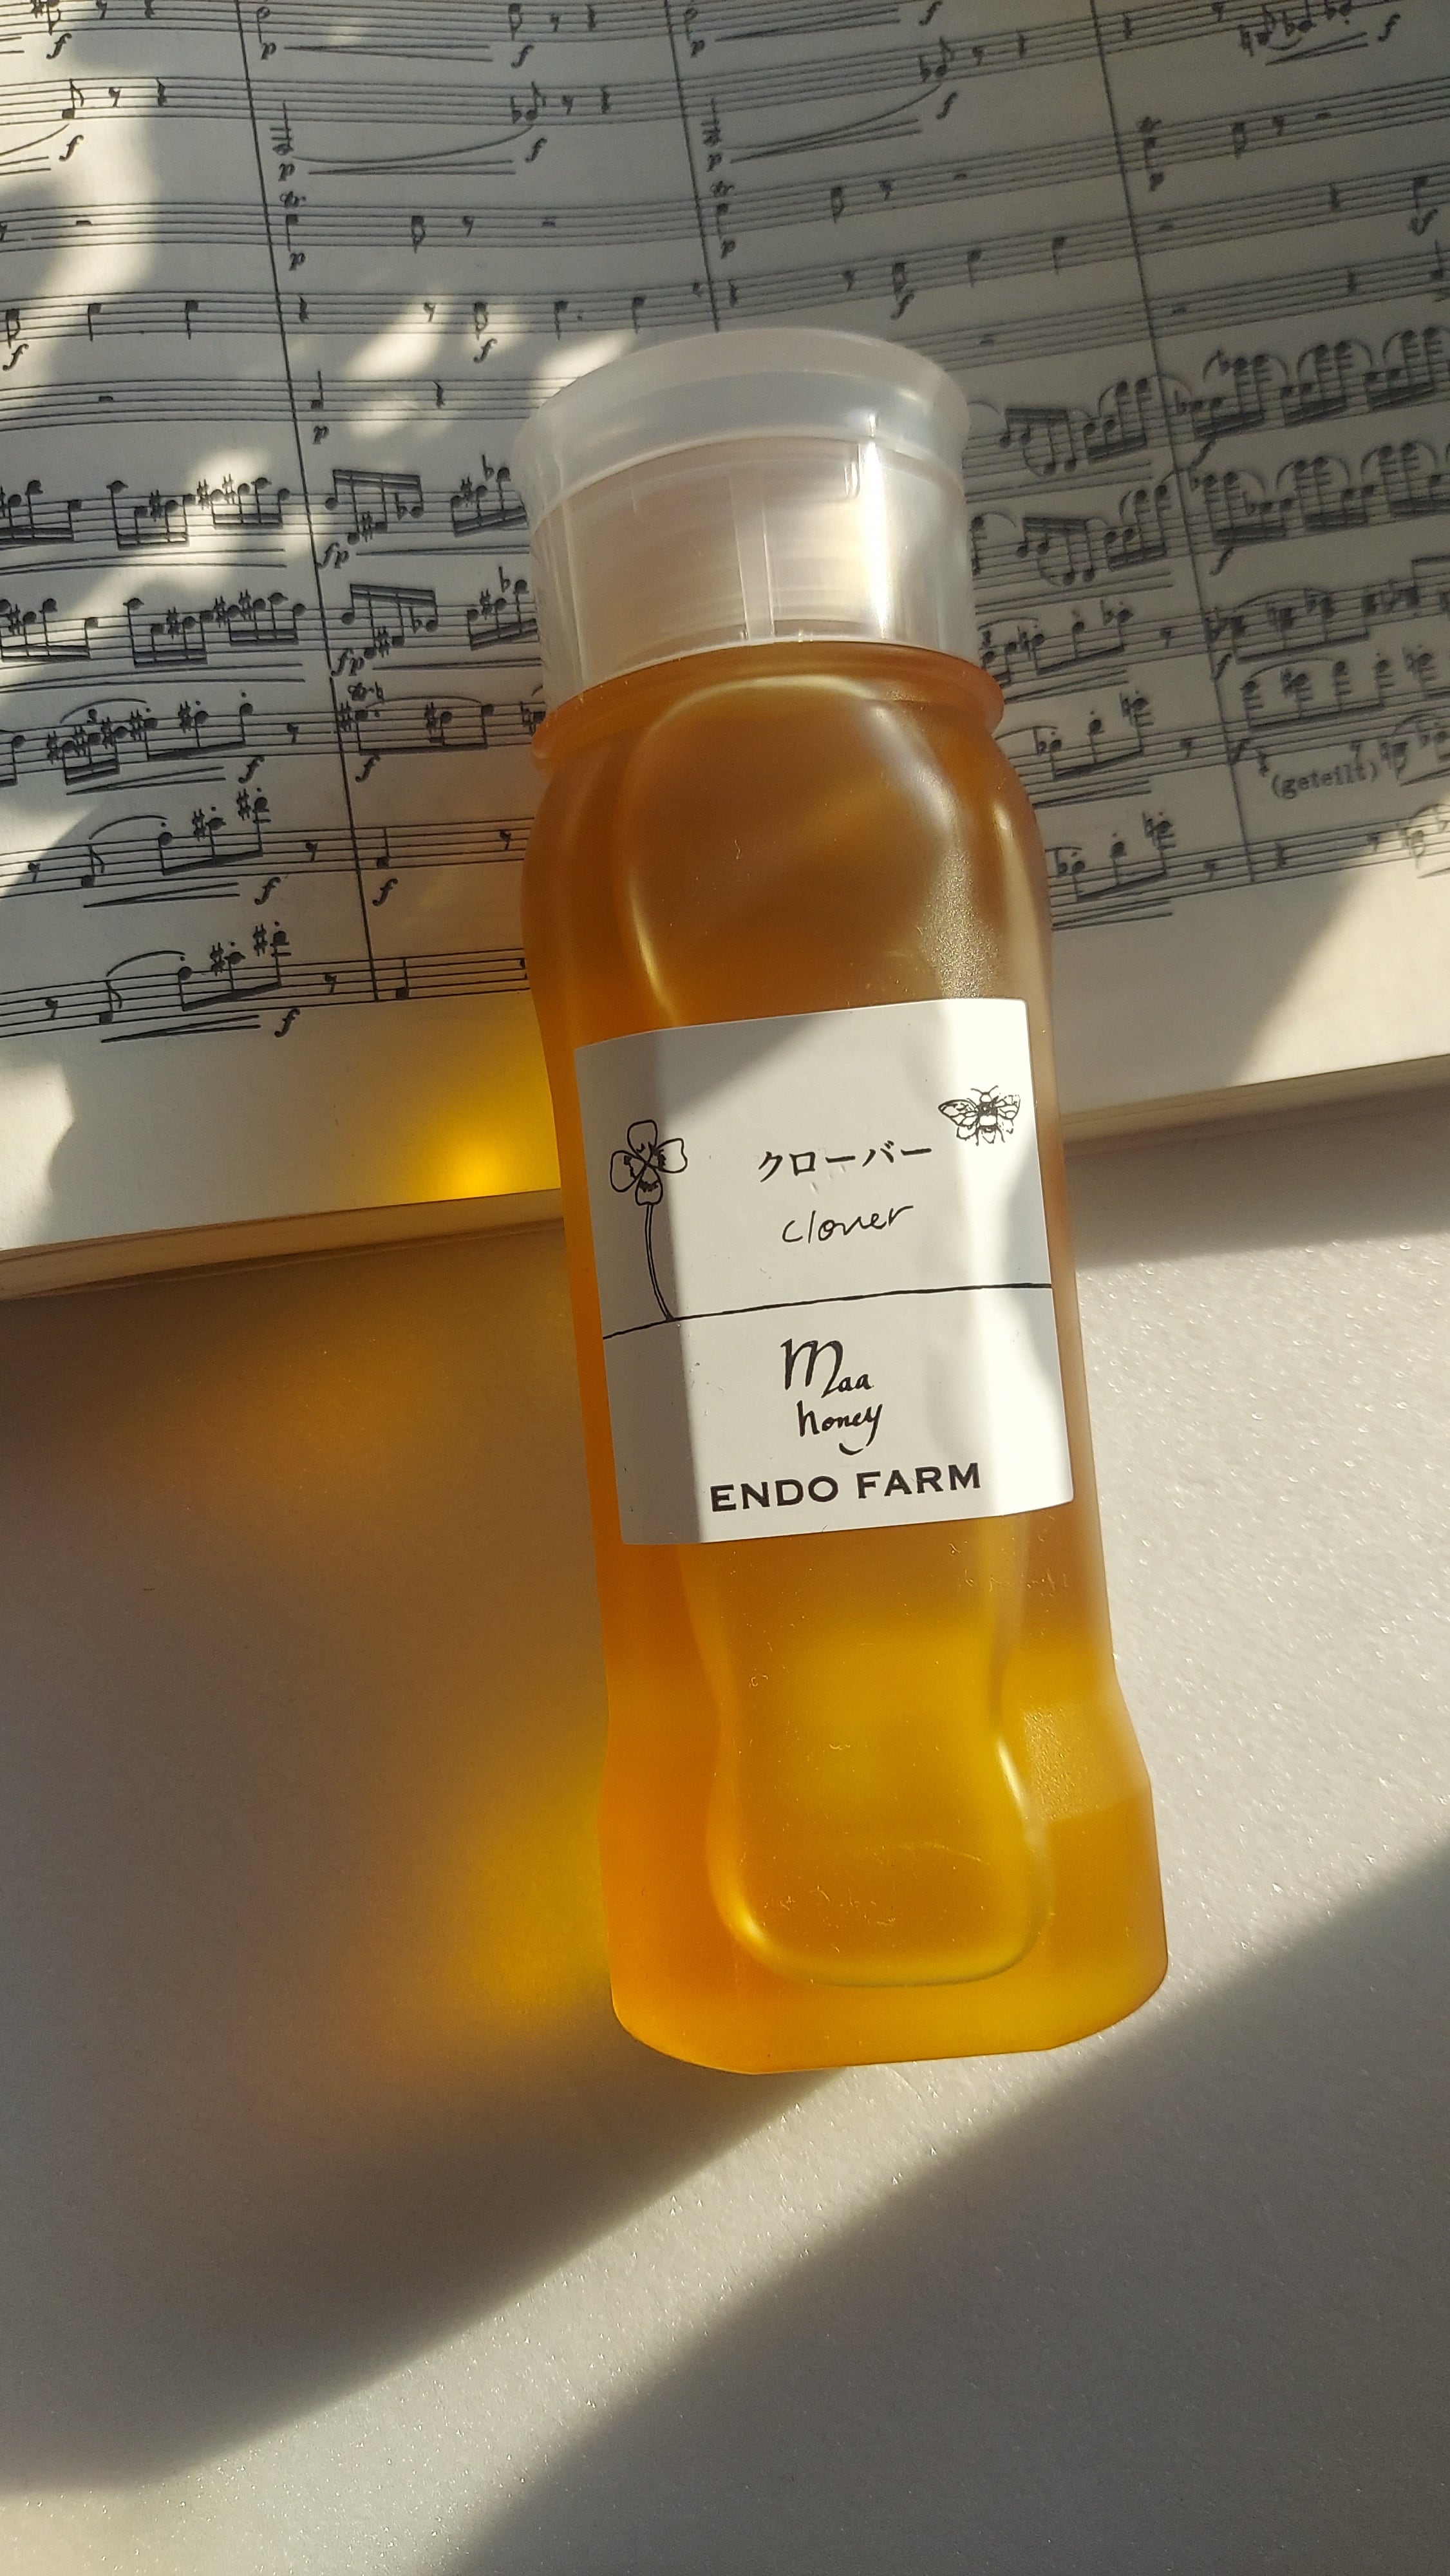 (geteilt)
クローバー
clover
maa
honey
ENDO FARM